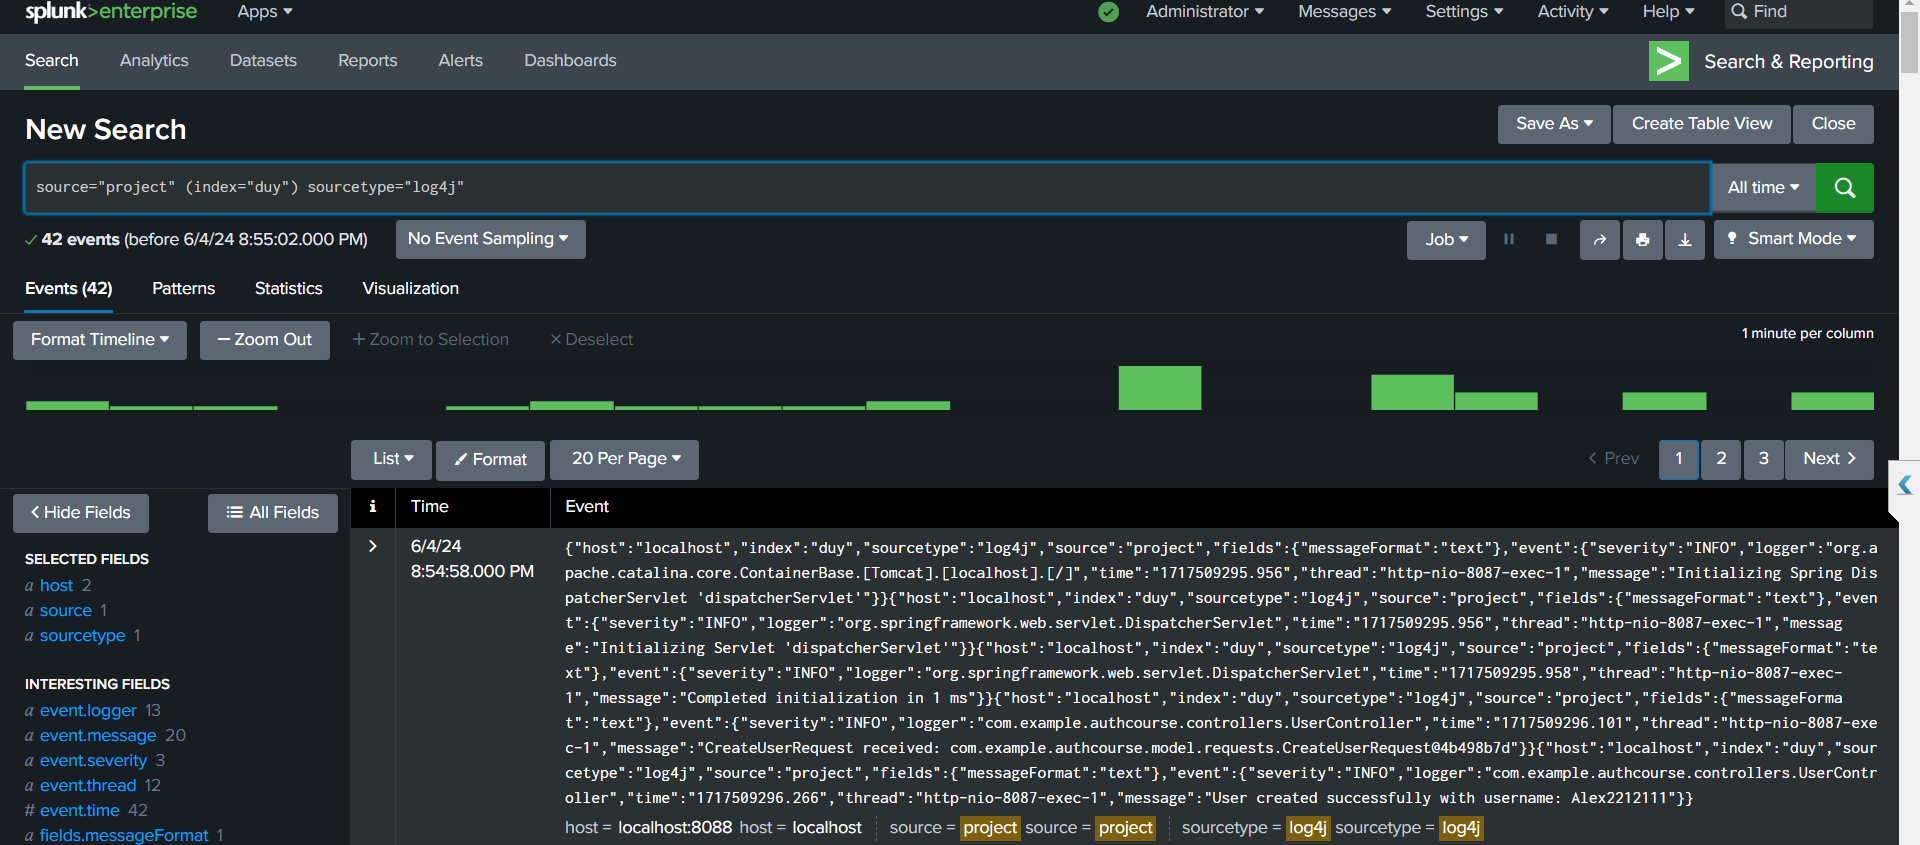 splunk>enterprise Apps Administrator Messages Settings Activity Help Find
Search Analytics Datasets Reports Alerts Dashboards Search & Reporting
New Search Save As Create Table View Close
source="project" (index="duy") sourcetype="log4j" All time
42 events (before 6/4/24 8:55:02.000 PM) No Event Sampling Job Smart Mode
Events (42) Patterns Statistics Visualization
Format Timeline — Zoom Out + Zoom to Selection × Deselect 1 minute per column
List Format 20 Per Page < Prev 1 2 3 Next >
< Hide Fields All Fields i Time Event
SELECTED FIELDS
a host 2
a source 1
a sourcetype 1
INTERESTING FIELDS
a event.logger 13
a event.message 20
a event.severity 3
a event.thread 12
# event.time 42
a fields.messageFormat 1
> 6/4/24
8:54:58.000 PM
{"host":"localhost","index":"duy","sourcetype":"log4j","source":"project","fields":{"messageFormat":"text"},"event":{"severity":"INFO","logger":"org.a
pache.catalina.core.ContainerBase.[Tomcat].[localhost].[/]","time":"1717509295.956","thread":"http-nio-8087-exec-1","message":"Initializing Spring Dis
patcherServlet 'dispatcherServlet'"}}{"host":"localhost","index":"duy","sourcetype":"log4j","source":"project","fields":{"messageFormat":"text"},"even
t":{"severity":"INFO","logger":"org.springframework.web.servlet.DispatcherServlet","time":"1717509295.956","thread":"http-nio-8087-exec-1","messag
e":"Initializing Servlet 'dispatcherServlet'"}}{"host":"localhost","index":"duy","sourcetype":"log4j","source":"project","fields":{"messageFormat":"te
xt"},"event":{"severity":"INFO","logger":"org.springframework.web.servlet.DispatcherServlet","time":"1717509295.958","thread":"http-nio-8087-exec-
1","message":"Completed initialization in 1 ms"}}{"host":"localhost","index":"duy","sourcetype":"log4j","source":"project","fields":{"messageForma
t":"text"},"event":{"severity":"INFO","logger":"com.example.authcourse.controllers.UserController","time":"1717509296.101","thread":"http-nio-8087-exe
c-1","message":"CreateUserRequest received: com.example.authcourse.model.requests.CreateUserRequest@4b498b7d"}}{"host":"localhost","index":"duy","sour
cetype":"log4j","source":"project","fields":{"messageFormat":"text"},"event":{"severity":"INFO","logger":"com.example.authcourse.controllers.UserContr
oller","time":"1717509296.266","thread":"http-nio-8087-exec-1","message":"User created successfully with username: Alex2212111"}}
host = localhost:8088 host = localhost source = project source = project sourcetype = log4j sourcetype = log4j